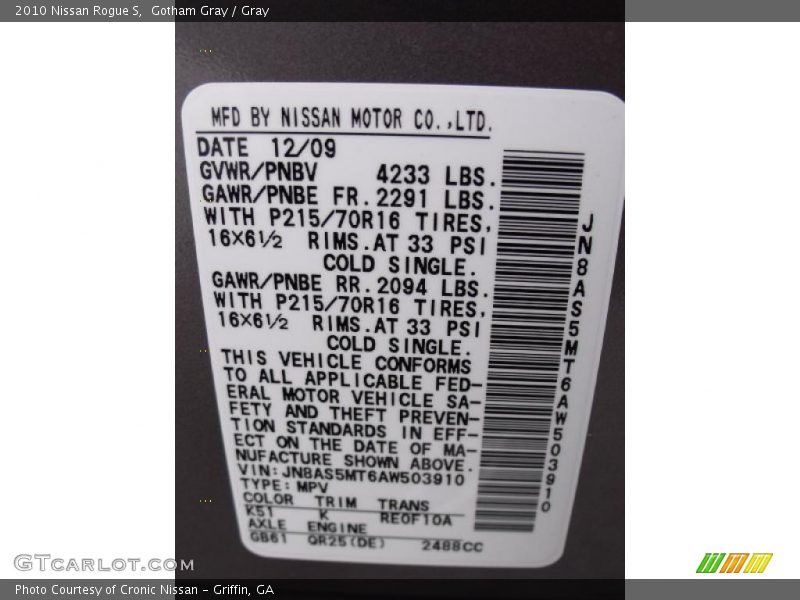 2010 Nissan Rogue S,  Gotham Gray / Gray
MFD BY NISSAN MOTOR CO.,LTD.
DATE 12/09
GVWR/PNBV 4233 LBS.
GAWR/PNBE FR. 2291 LBS.
WITH P215/70R16 TIRES,
16×6½ RIMS.AT 33 PSI
COLD SINGLE.
GAWR/PNBE RR. 2094 LBS.
WITH P215/70R16 TIRES,
16×6½ RIMS.AT 33 PSI
COLD SINGLE.
THIS VEHICLE CONFORMS
TO ALL APPLICABLE FED-
ERAL MOTOR VEHICLE SA-
FETY AND THEFT PREVEN-
TION STANDARDS IN EFF-
ECT ON THE DATE OF MA-
NUFACTURE SHOWN ABOVE.
VIN:JN8AS5MT6AW503910
TYPE:MPV
COLOR TRIM TRANS
K51 K RE0F10A
AXLE ENGINE
GB61 QR25(DE) 2488CC
JN8AS5MT6AW503910
GTCARLOT.COM
Photo Courtesy of Cronic Nissan - Griffin, GA